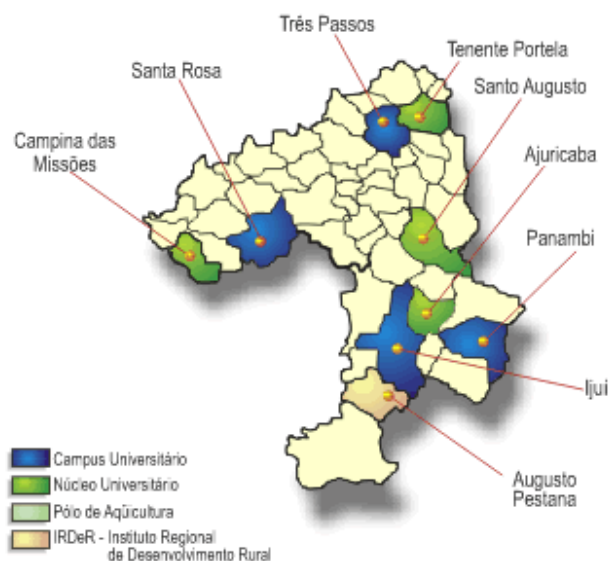 Três Passos
Tenente Portela
Santa Rosa
Santo Augusto
Campina das
Missões
Ajuricaba
Panambi
Ijuí
Augusto
Pestana
Campus Universitário
Núcleo Universitário
Pólo de Aqüicultura
IRDeR - Instituto Regional
de Desenvolvimento Rural